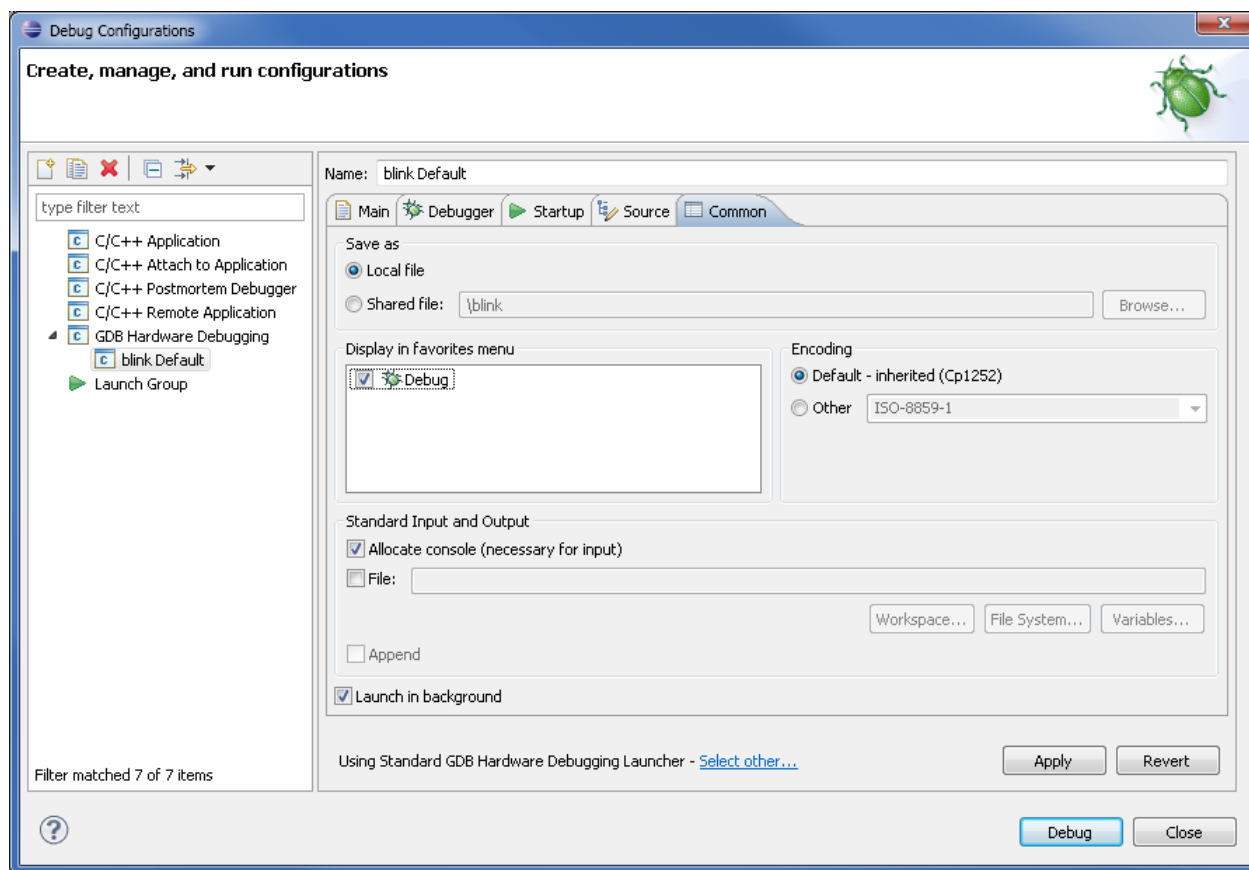 Debug Configurations
Create, manage, and run configurations
type filter text
C/C++ Application
C/C++ Attach to Application
C/C++ Postmortem Debugger
C/C++ Remote Application
GDB Hardware Debugging
blink Default
Launch Group
Filter matched 7 of 7 items
Name: blink Default
Main Debugger Startup Source Common
Save as
Local file
Shared file: \blink Browse...
Display in favorites menu
Debug
Encoding
Default - inherited (Cp1252)
Other ISO-8859-1
Standard Input and Output
Allocate console (necessary for input)
File:
Workspace... File System... Variables...
Append
Launch in background
Using Standard GDB Hardware Debugging Launcher - Select other...
Apply Revert
Debug Close